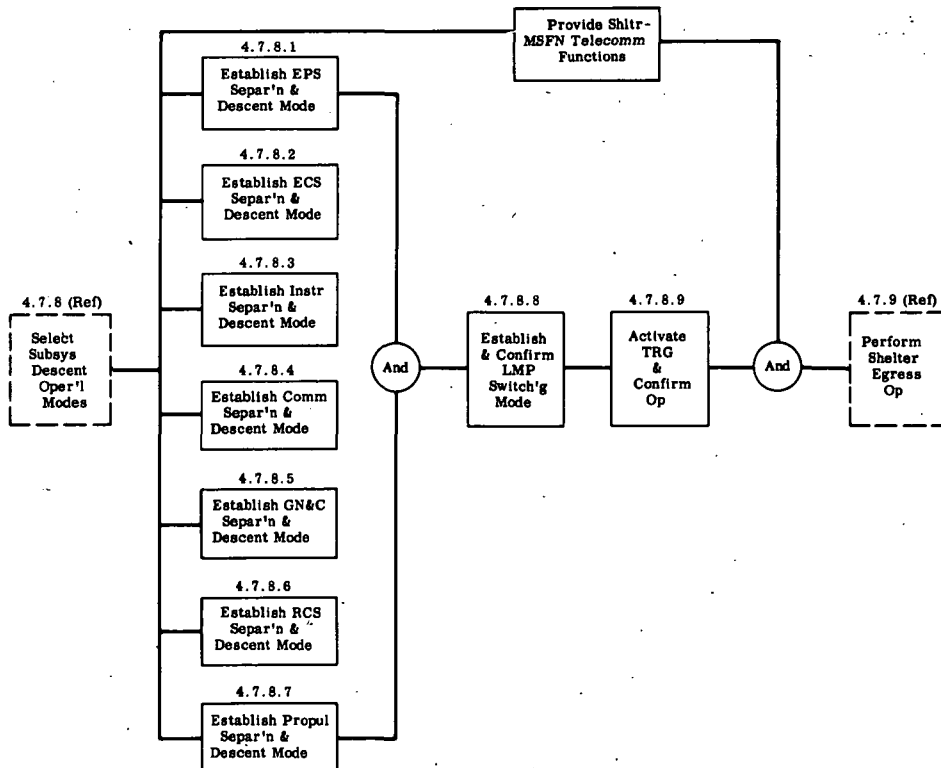 Provide Shltr-
MSFN Telecomm
Functions
4.7.8.1
Establish EPS
Separ'n &
Descent Mode
4.7.8.2
Establish ECS
Separ'n &
Descent Mode
4.7.8.3
Establish Instr
Separ'n &
Descent Mode
4.7.8 (Ref)
Select
Subsys
Descent
Oper'l
Modes
4.7.8.4
Establish Comm
Separ'n &
Descent Mode
4.7.8.5
Establish GN&C
Separ'n &
Descent Mode
4.7.8.6
Establish RCS
Separ'n &
Descent Mode
4.7.8.7
Establish Propul
Separ'n &
Descent Mode
And
4.7.8.8
Establish
& Confirm
LMP
Switch'g
Mode
4.7.8.9
Activate
TRG
&
Confirm
Op
And
4.7.9 (Ref)
Perform
Shelter
Egress
Op